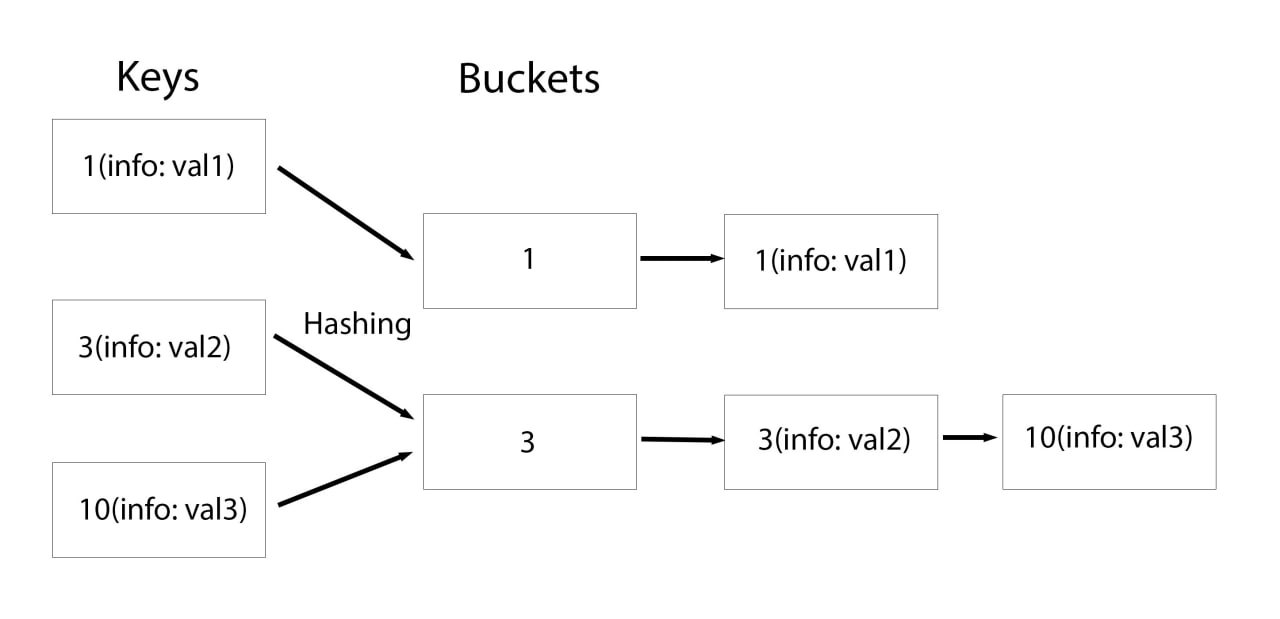 Keys
Buckets
1(info: val1)
1
1(info: val1)
Hashing
3(info: val2)
3
3(info: val2)
10(info: val3)
10(info: val3)